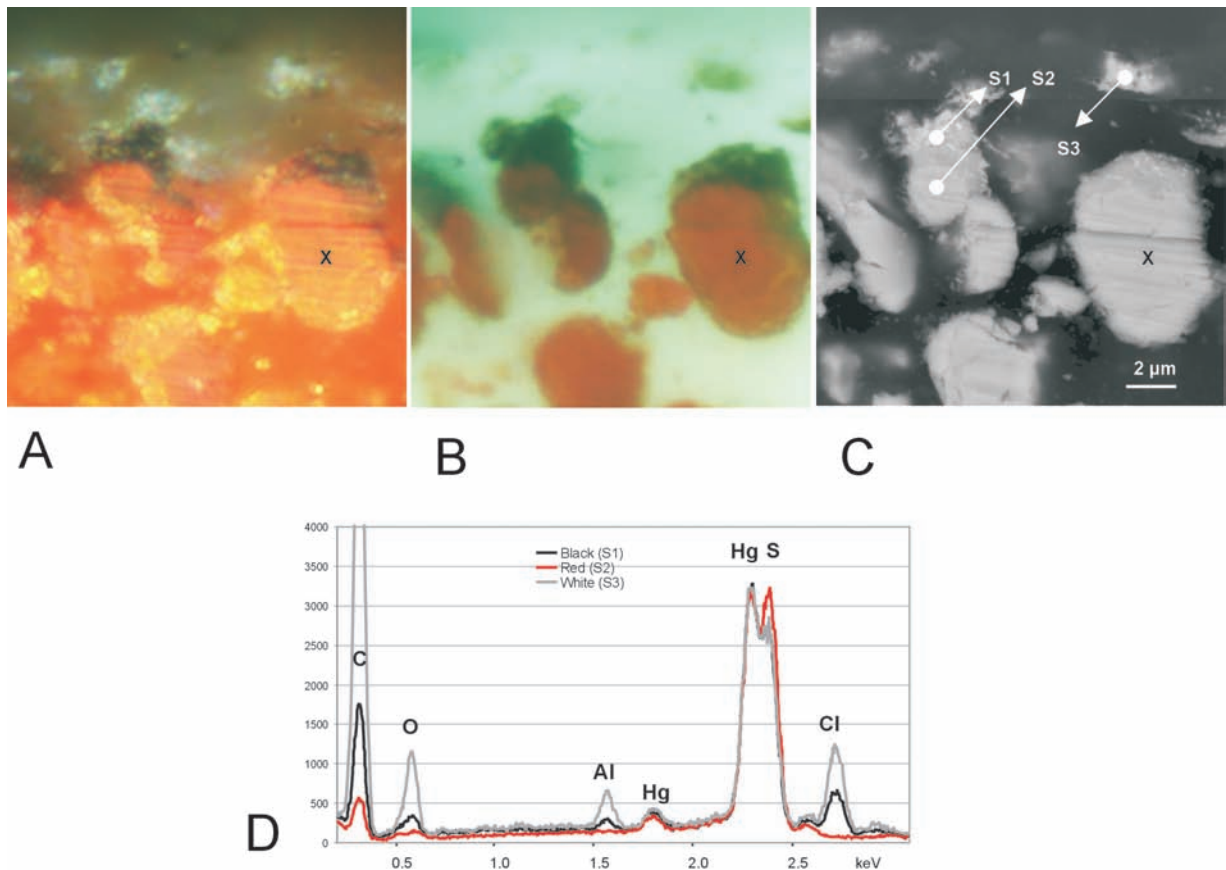 S1
S2
S3
X
X
X
2 µm
A
B
C
4000
3500
3000
2500
2000
1500
1000
500
0
Black (S1)
Red (S2)
White (S3)
C
O
Al
Hg
Hg S
Cl
D
0.5
1.0
1.5
2.0
2.5
keV